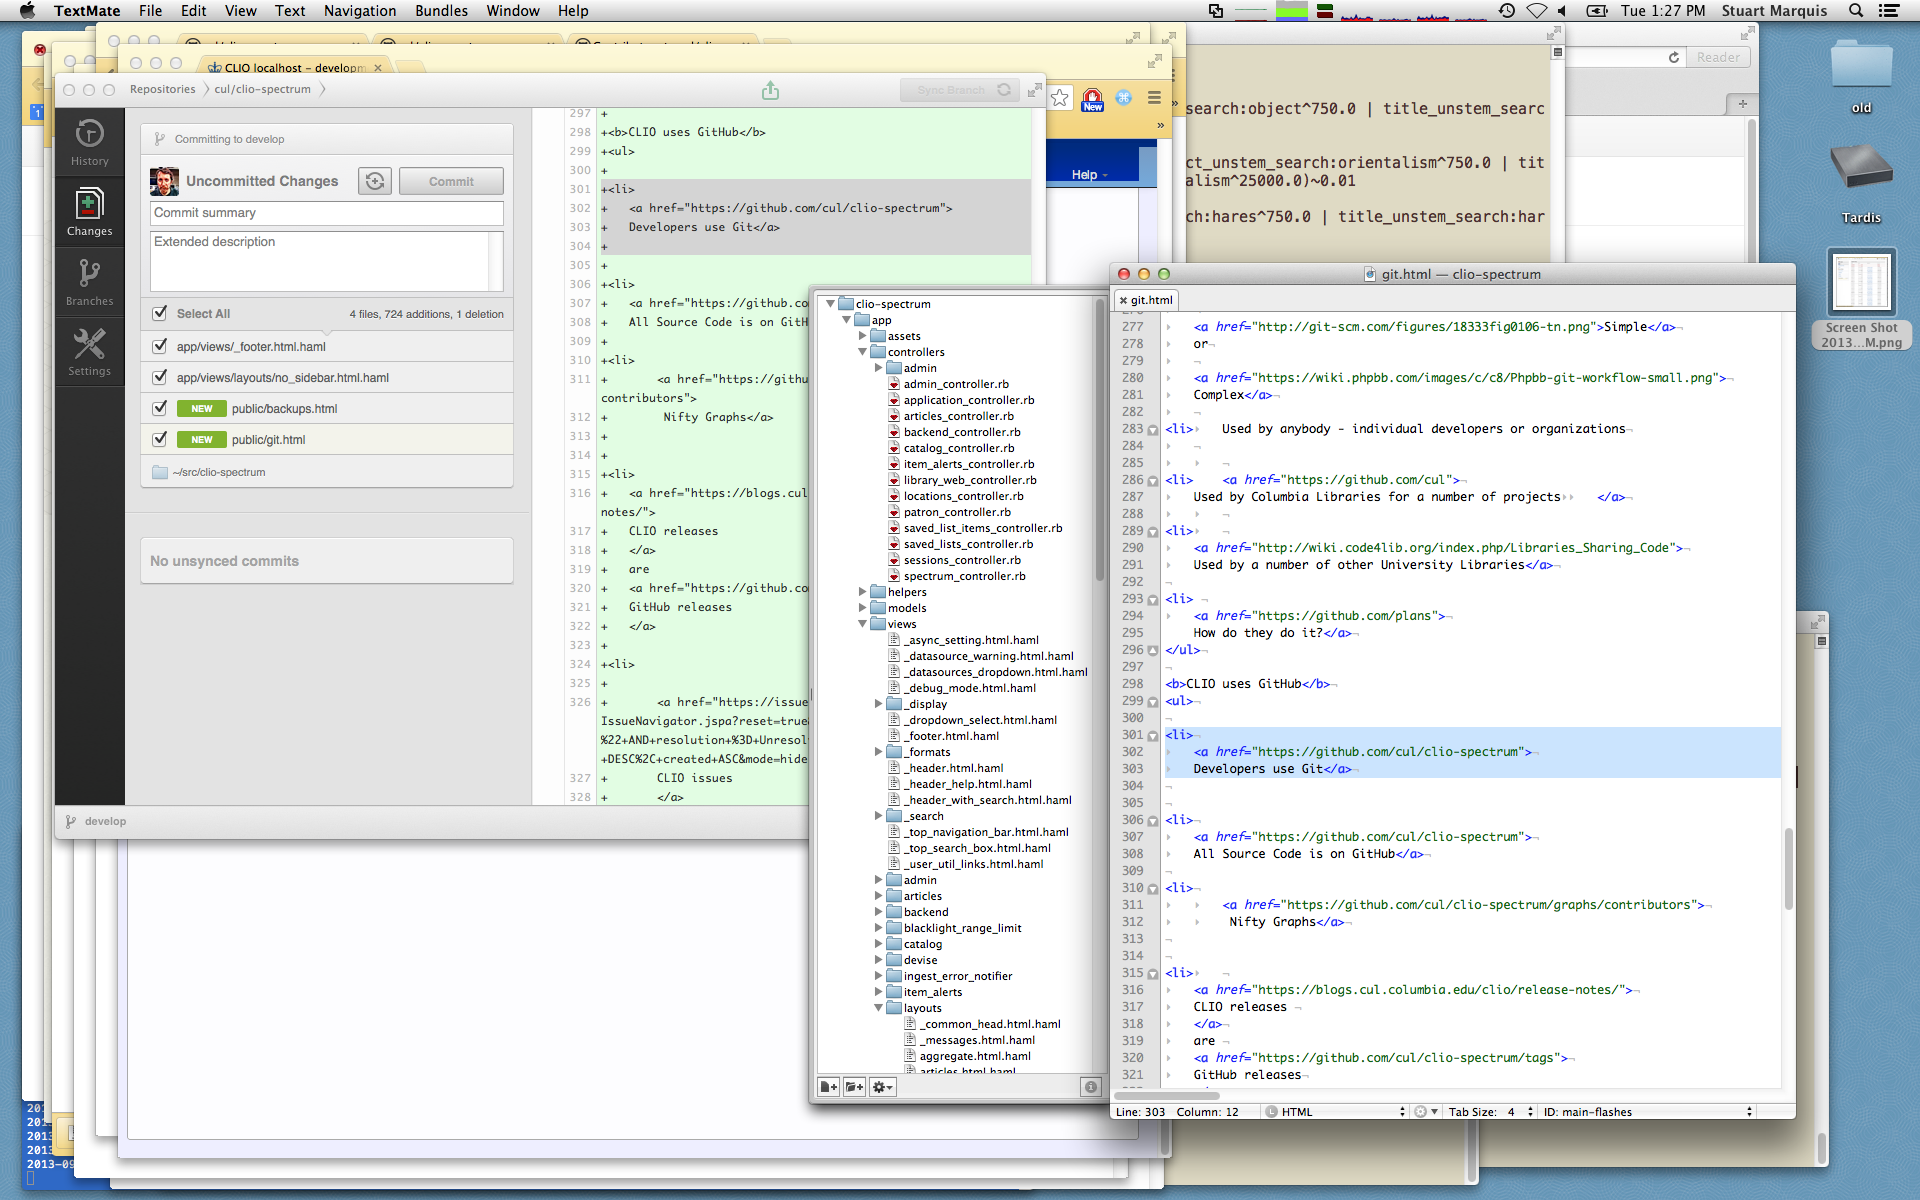 TextMate File Edit View Text Navigation Bundles Window Help
Tue 1:27 PM Stuart Marquis
CLIO localhost – developm
Reader
Repositories cul/clio-spectrum
Sync Branch
New
Help
History
Changes
Branches
Settings
Committing to develop
Uncommitted Changes
Commit
Commit summary
Extended description
Select All 4 files, 724 additions, 1 deletion
app/views/_footer.html.haml
app/views/layouts/no_sidebar.html.haml
NEW public/backups.html
NEW public/git.html
~/src/clio-spectrum
No unsynced commits
develop
297 +
298 +<b>CLIO uses GitHub</b>
299 +<ul>
300 +
301 +<li>
302 + <a href="https://github.com/cul/clio-spectrum">
303 + Developers use Git</a>
304 +
305 +
306 +<li>
307 + <a href="https://github.co
308 + All Source Code is on GitH
309 +
310 +<li>
311 + <a href="https://githu
contributors">
312 + Nifty Graphs</a>
313 +
314 +
315 +<li>
316 + <a href="https://blogs.cul
notes/">
317 + CLIO releases
318 + </a>
319 + are
320 + <a href="https://github.co
321 + GitHub releases
322 + </a>
323 +
324 +<li>
325 +
326 + <a href="https://issue
IssueNavigator.jspa?reset=true&
%22+AND+resolution+%3D+Unresol
+DESC%2C+created+ASC&mode=hide
327 + CLIO issues
328 + </a>
search:object^750.0 | title_unstem_searc
ct_unstem_search:orientalism^750.0 | tit
alism^25000.0)~0.01
ch:hares^750.0 | title_unstem_search:har
old
Tardis
Screen Shot
2013...M.png
clio-spectrum
app
assets
controllers
admin
admin_controller.rb
application_controller.rb
articles_controller.rb
backend_controller.rb
catalog_controller.rb
item_alerts_controller.rb
library_web_controller.rb
locations_controller.rb
patron_controller.rb
saved_list_items_controller.rb
saved_lists_controller.rb
sessions_controller.rb
spectrum_controller.rb
helpers
models
views
_async_setting.html.haml
_datasource_warning.html.haml
_datasources_dropdown.html.haml
_debug_mode.html.haml
_display
_dropdown_select.html.haml
_footer.html.haml
_formats
_header.html.haml
_header_help.html.haml
_header_with_search.html.haml
_search
_top_navigation_bar.html.haml
_top_search_box.html.haml
_user_util_links.html.haml
admin
articles
backend
blacklight_range_limit
catalog
devise
ingest_error_notifier
item_alerts
layouts
_common_head.html.haml
_messages.html.haml
aggregate.html.haml
articles.html.haml
git.html — clio-spectrum
git.html
277 <a href="http://git-scm.com/figures/18333fig0106-tn.png">Simple</a>
278 or
279
280 <a href="https://wiki.phpbb.com/images/c/c8/Phpbb-git-workflow-small.png">
281 Complex</a>
282
283 <li> Used by anybody - individual developers or organizations
284
285
286 <li> <a href="https://github.com/cul">
287 Used by Columbia Libraries for a number of projects </a>
288
289 <li>
290 <a href="http://wiki.code4lib.org/index.php/Libraries_Sharing_Code">
291 Used by a number of other University Libraries</a>
292
293 <li>
294 <a href="https://github.com/plans">
295 How do they do it?</a>
296 </ul>
297
298 <b>CLIO uses GitHub</b>
299 <ul>
300
301 <li>
302 <a href="https://github.com/cul/clio-spectrum">
303 Developers use Git</a>
304
305
306 <li>
307 <a href="https://github.com/cul/clio-spectrum">
308 All Source Code is on GitHub</a>
309
310 <li>
311 <a href="https://github.com/cul/clio-spectrum/graphs/contributors">
312 Nifty Graphs</a>
313
314
315 <li>
316 <a href="https://blogs.cul.columbia.edu/clio/release-notes/">
317 CLIO releases
318 </a>
319 are
320 <a href="https://github.com/cul/clio-spectrum/tags">
321 GitHub releases
Line: 303 Column: 12 HTML Tab Size: 4 ID: main-flashes
201
2013
2013
2013
2013-09